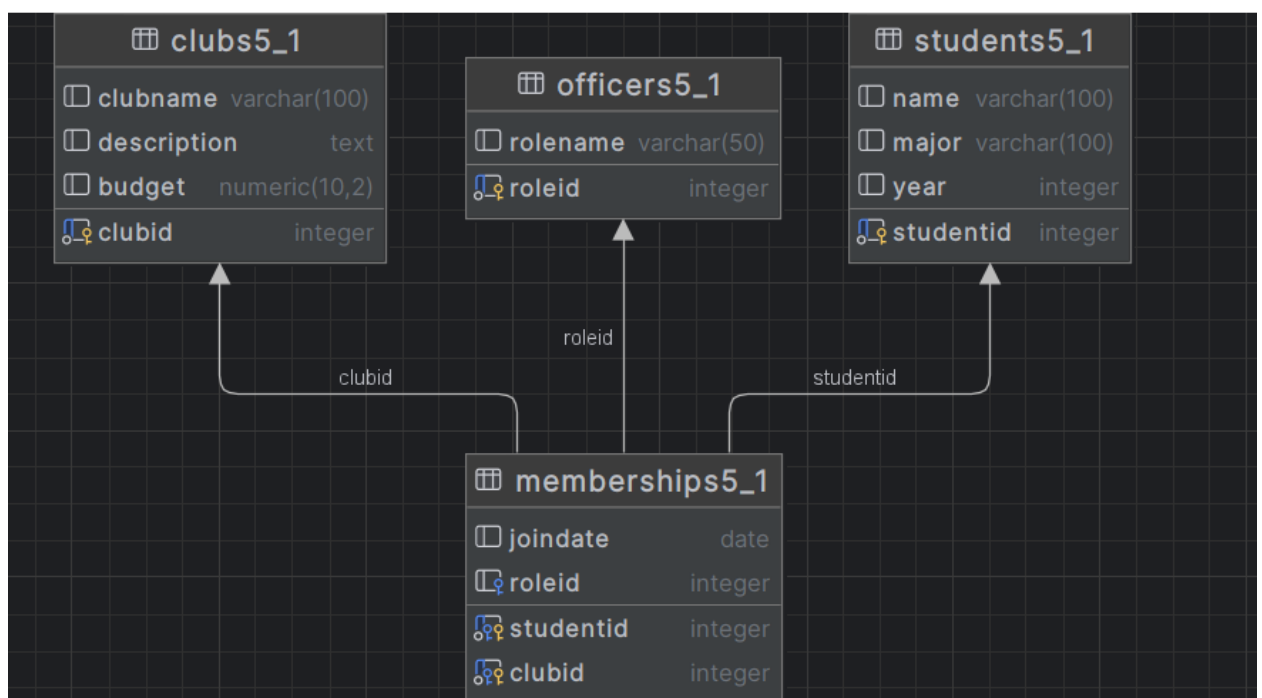 clubs5_1
clubname varchar(100)
description text
budget numeric(10,2)
clubid integer
officers5_1
rolename varchar(50)
roleid integer
students5_1
name varchar(100)
major varchar(100)
year integer
studentid integer
roleid
clubid
studentid
memberships5_1
joindate date
roleid integer
studentid integer
clubid integer